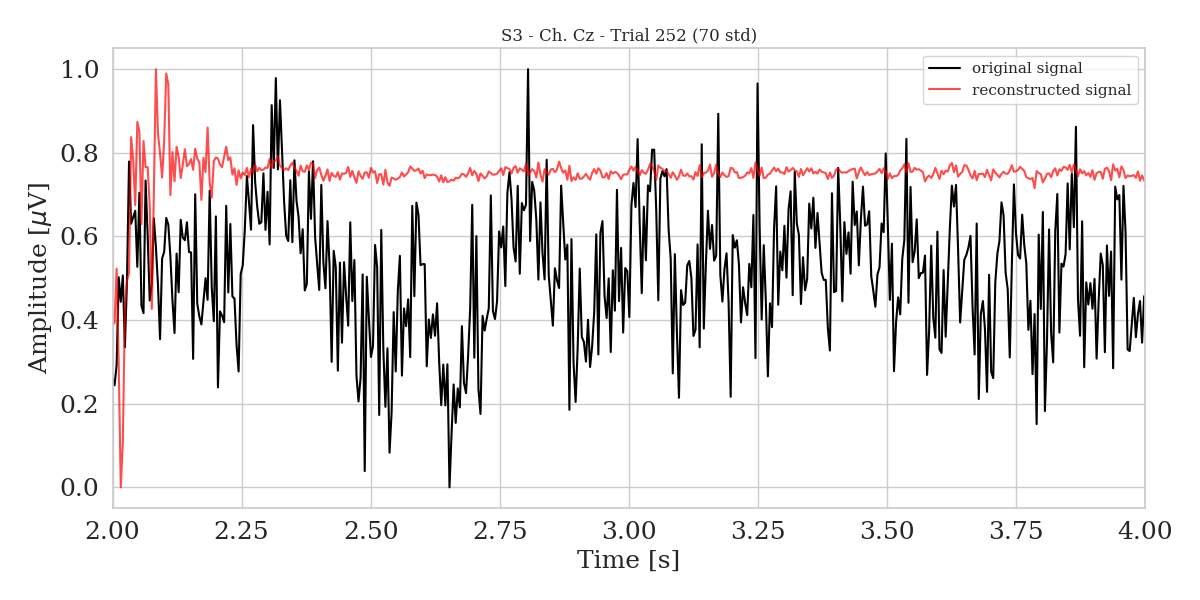 S3 - Ch. Cz - Trial 252 (70 std)
original signal
reconstructed signal
Amplitude [μV]
1.0
0.8
0.6
0.4
0.2
0.0
2.00 2.25 2.50 2.75 3.00 3.25 3.50 3.75 4.00
Time [s]